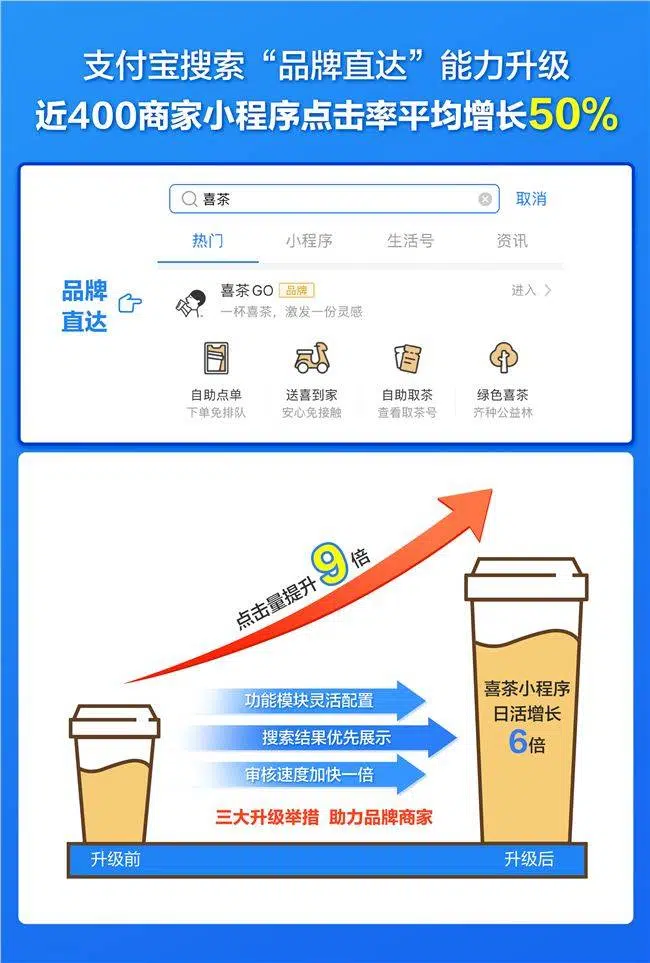 支付宝搜索“品牌直达”能力升级
近400商家小程序点击率平均增长50%
喜茶 取消
热门 小程序 生活号 资讯
品牌
直达
喜茶GO 品牌 进入
一杯喜茶，激发一份灵感
自助点单 送喜到家 自助取茶 绿色喜茶
下单免排队 安心免接触 查看取茶号 齐种公益林
点击量提升9倍
功能模块灵活配置
搜索结果优先展示
审核速度加快一倍
喜茶小程序
日活增长
6倍
三大升级举措 助力品牌商家
升级前 升级后